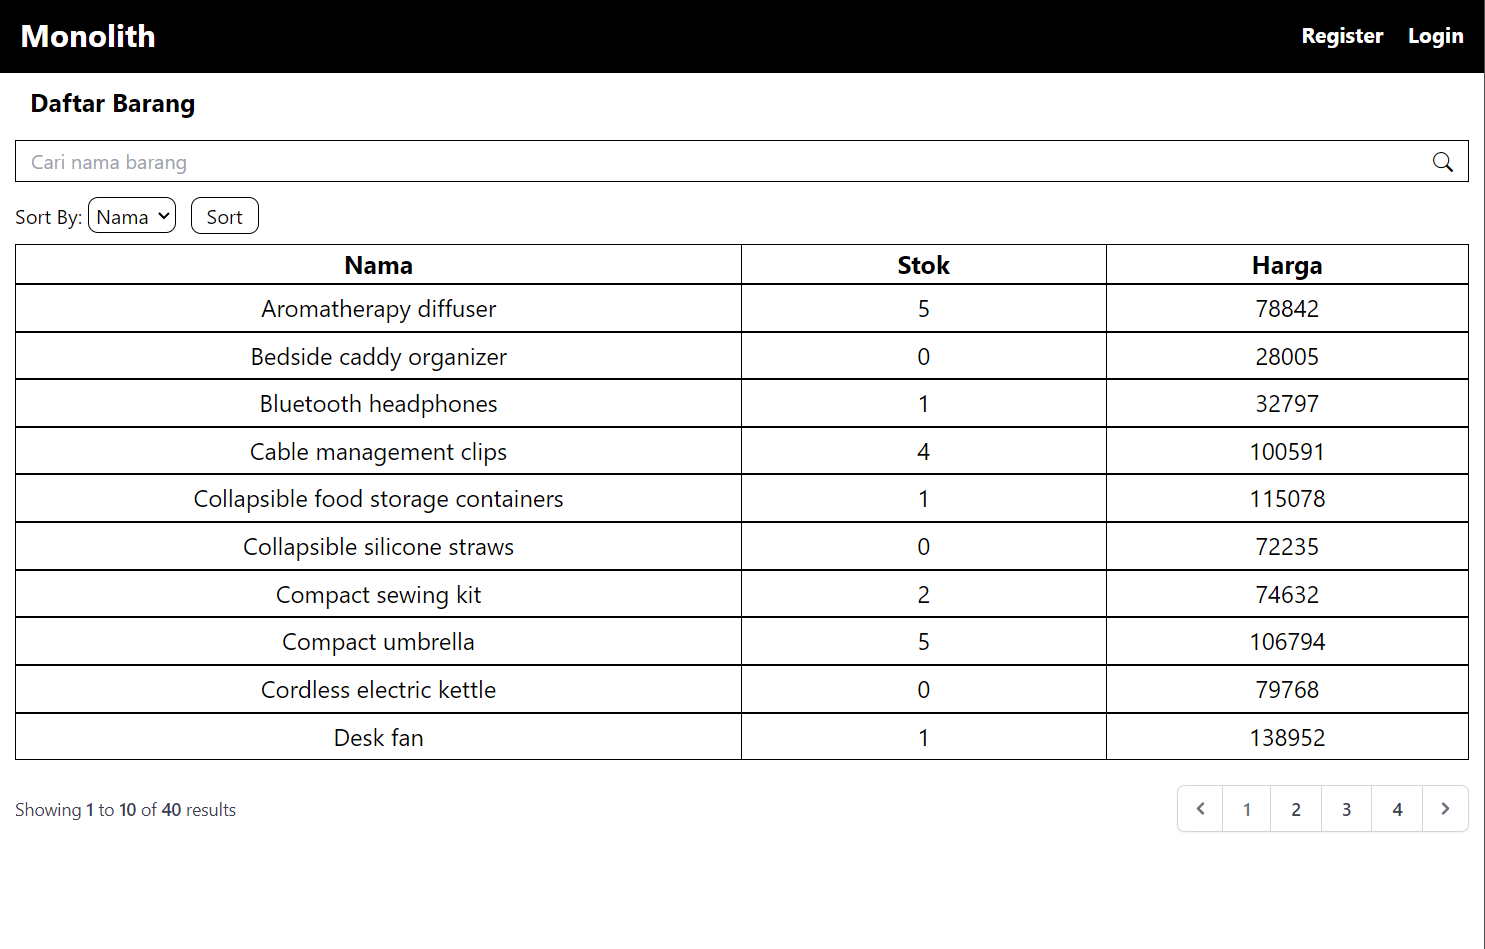 Monolith Register Login
Daftar Barang
Cari nama barang
Sort By: Nama Sort
Nama Stok Harga
Aromatherapy diffuser 5 78842
Bedside caddy organizer 0 28005
Bluetooth headphones 1 32797
Cable management clips 4 100591
Collapsible food storage containers 1 115078
Collapsible silicone straws 0 72235
Compact sewing kit 2 74632
Compact umbrella 5 106794
Cordless electric kettle 0 79768
Desk fan 1 138952
Showing 1 to 10 of 40 results 1 2 3 4